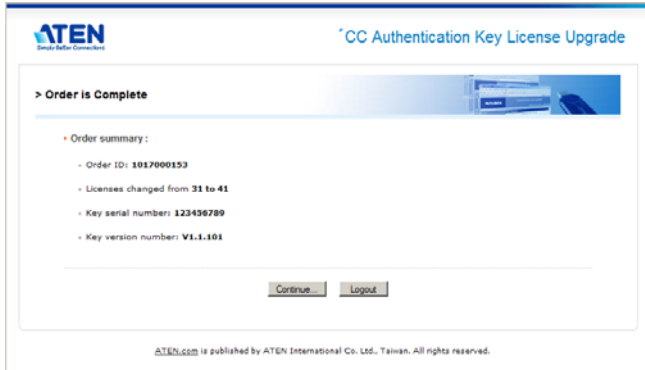 ATEN
Simply Better Connections
´CC Authentication Key License Upgrade
> Order is Complete
Order summary :
- Order ID: 1017000153
- Licenses changed from 31 to 41
- Key serial number: 123456789
- Key version number: V1.1.101
Continue... Logout
ATEN.com is published by ATEN International Co. Ltd., Taiwan. All rights reserved.